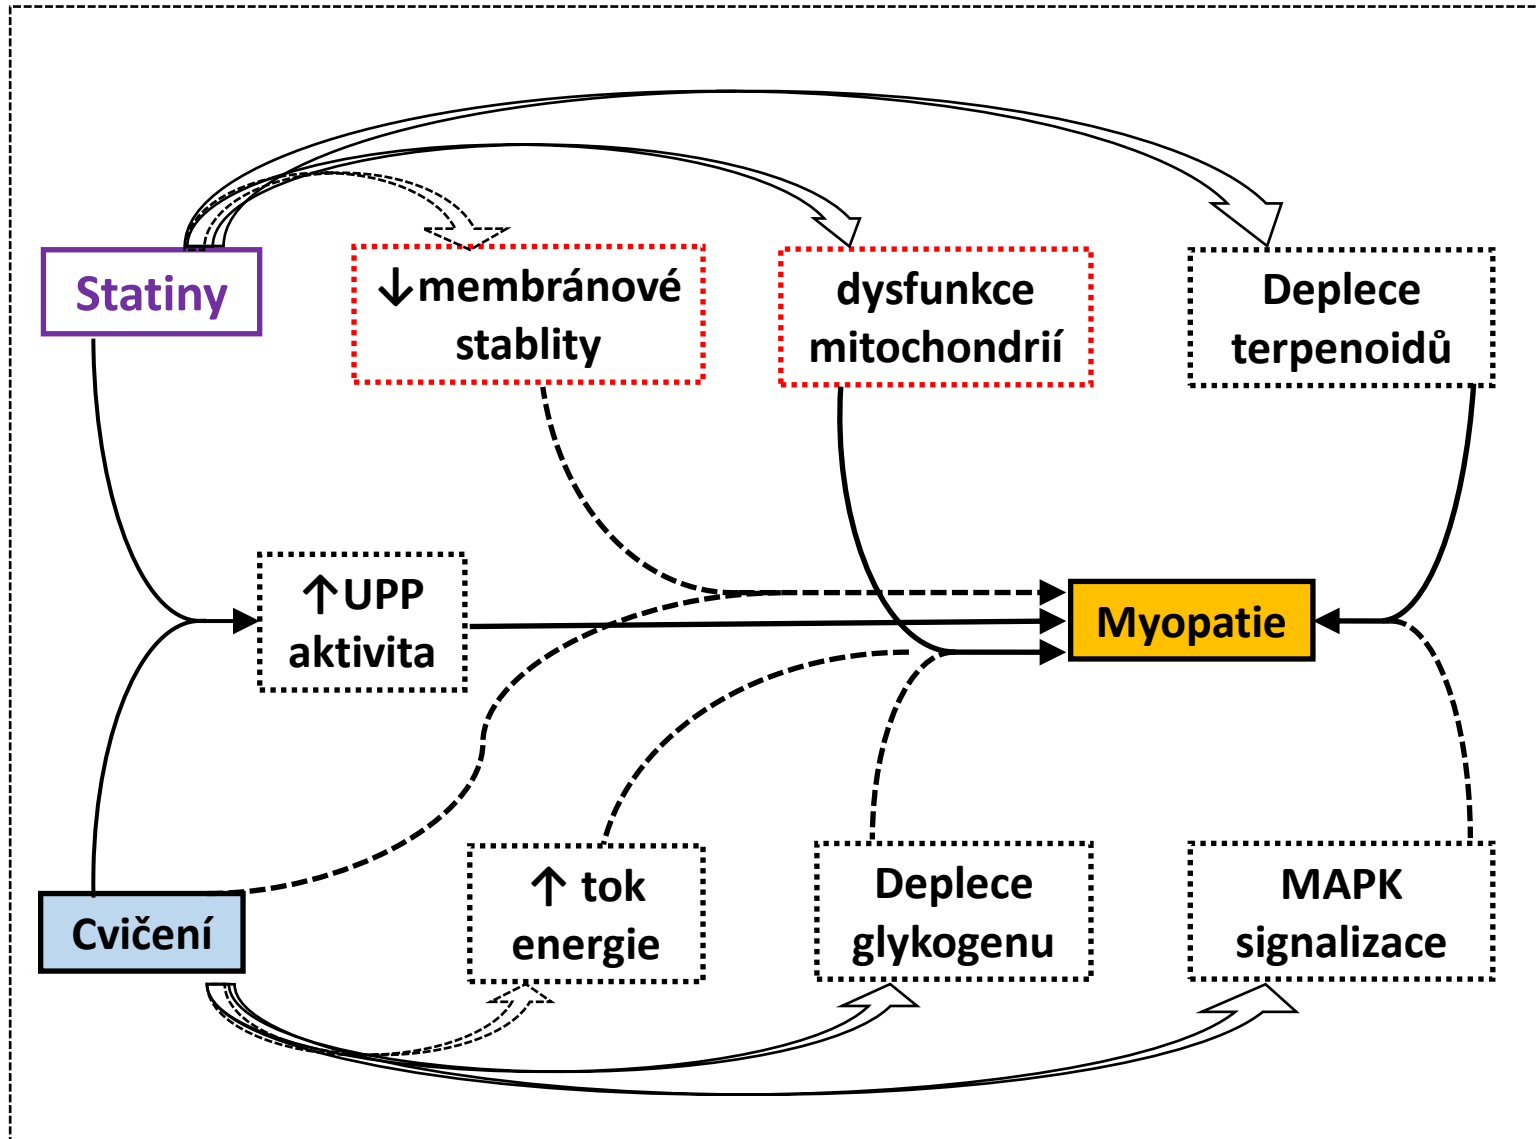 Statiny
↓membránové
stablity
dysfunkce
mitochondrií
Deplece
terpenoidů
↑UPP
aktivita
Myopatie
Cvičení
↑ tok
energie
Deplece
glykogenu
MAPK
signalizace